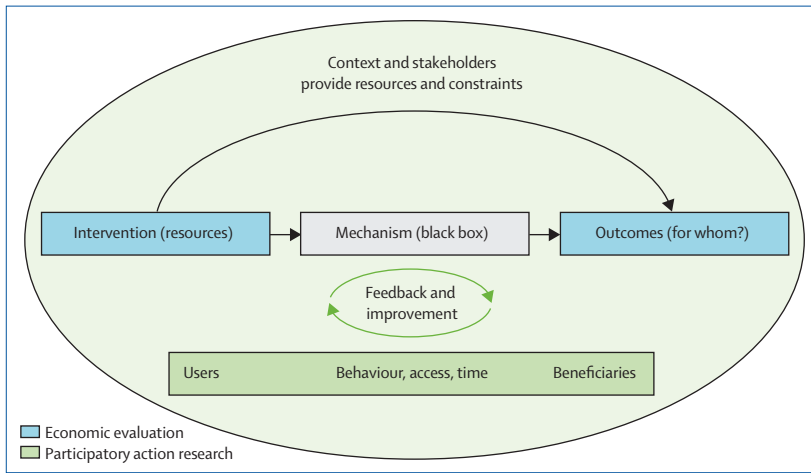 Context and stakeholders
provide resources and constraints
Intervention (resources)
Mechanism (black box)
Outcomes (for whom?)
Feedback and
improvement
Users
Behaviour, access, time
Beneficiaries
Economic evaluation
Participatory action research